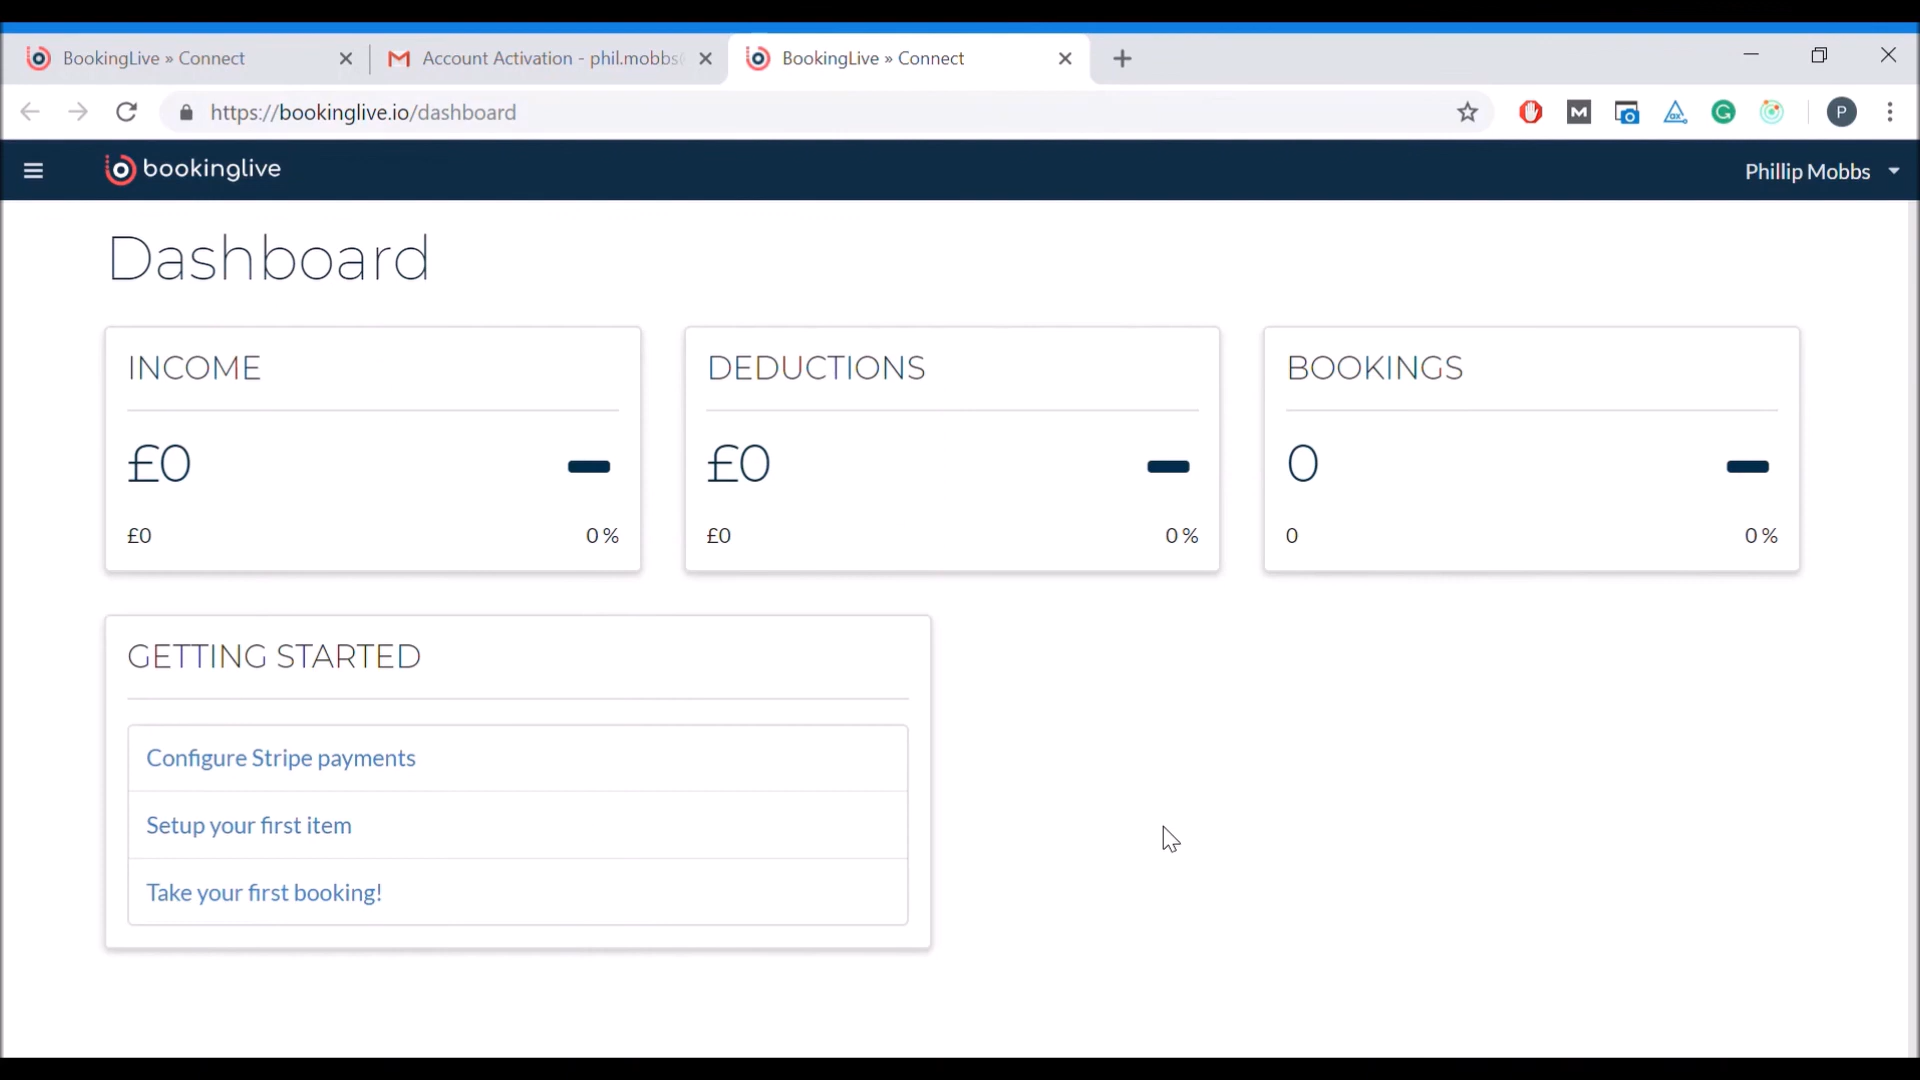 BookingLive » Connect
Account Activation - phil.mobbs
BookingLive » Connect
https://bookinglive.io/dashboard
P
bookinglive
Phillip Mobbs
Dashboard
INCOME
£0
£0 0 %
DEDUCTIONS
£0
£0 0 %
BOOKINGS
0
0 0 %
GETTING STARTED
Configure Stripe payments
Setup your first item
Take your first booking!